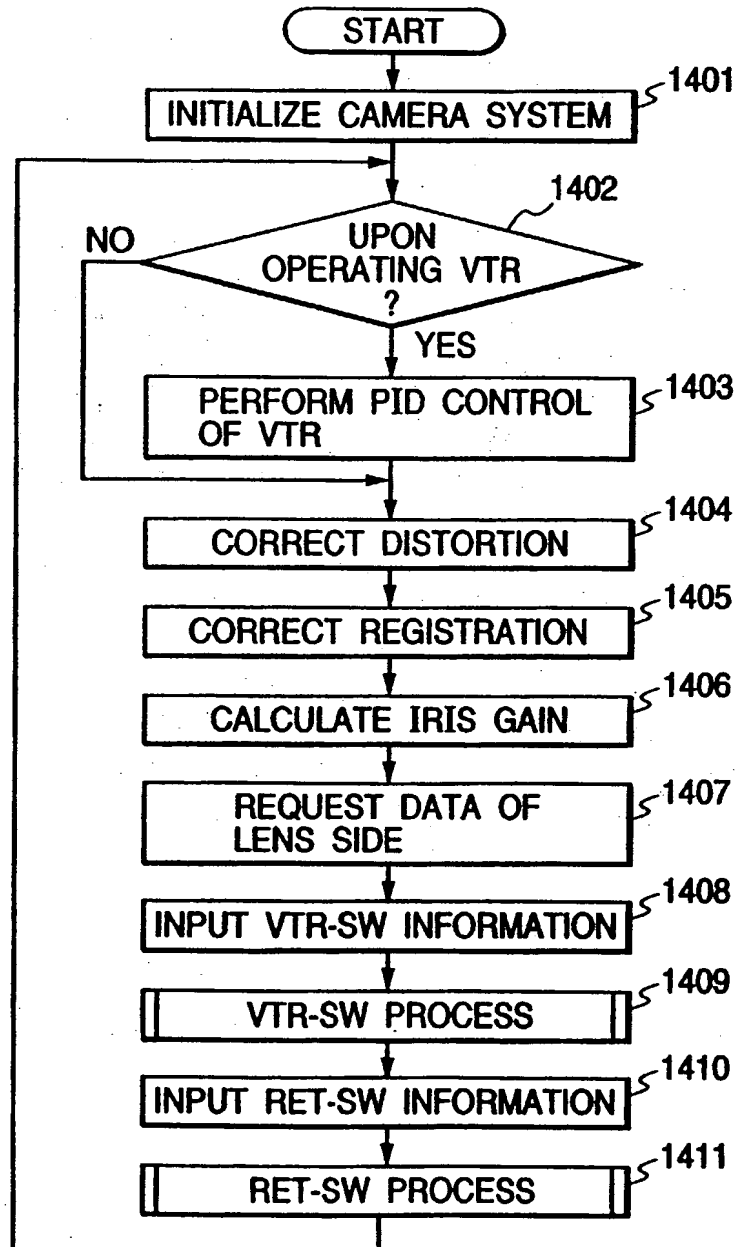 START
1401
INITIALIZE CAMERA SYSTEM
1402
NO
UPON
OPERATING VTR
?
YES
1403
PERFORM PID CONTROL
OF VTR
1404
CORRECT DISTORTION
1405
CORRECT REGISTRATION
1406
CALCULATE IRIS GAIN
1407
REQUEST DATA OF
LENS SIDE
1408
INPUT VTR-SW INFORMATION
1409
VTR-SW PROCESS
1410
INPUT RET-SW INFORMATION
1411
RET-SW PROCESS